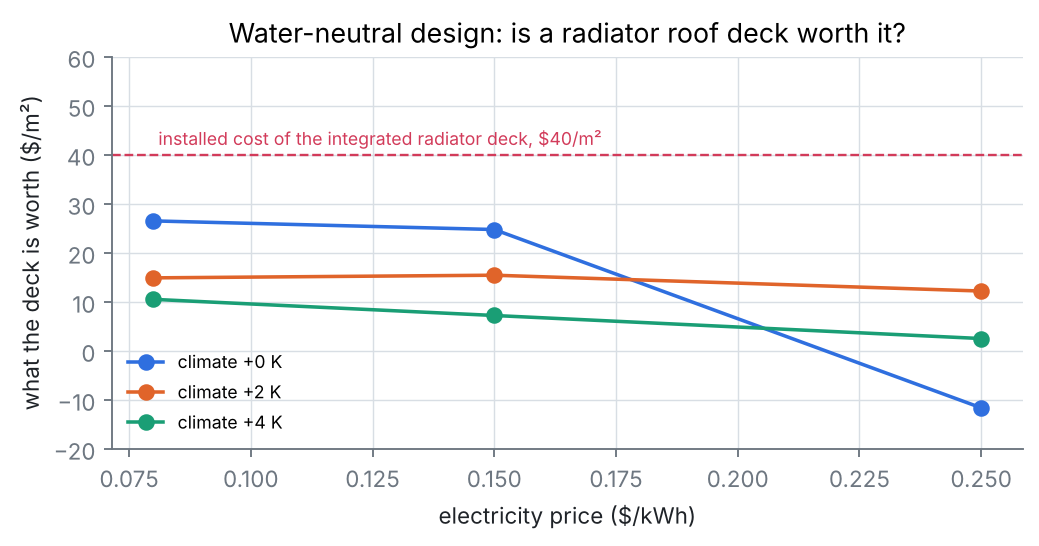 Water-neutral design: is a radiator roof deck worth it?
what the deck is worth ($/m²)
60
50
40
30
20
10
0
−10
−20
installed cost of the integrated radiator deck, $40/m²
climate +0 K
climate +2 K
climate +4 K
0.075
0.100
0.125
0.150
0.175
0.200
0.225
0.250
electricity price ($/kWh)